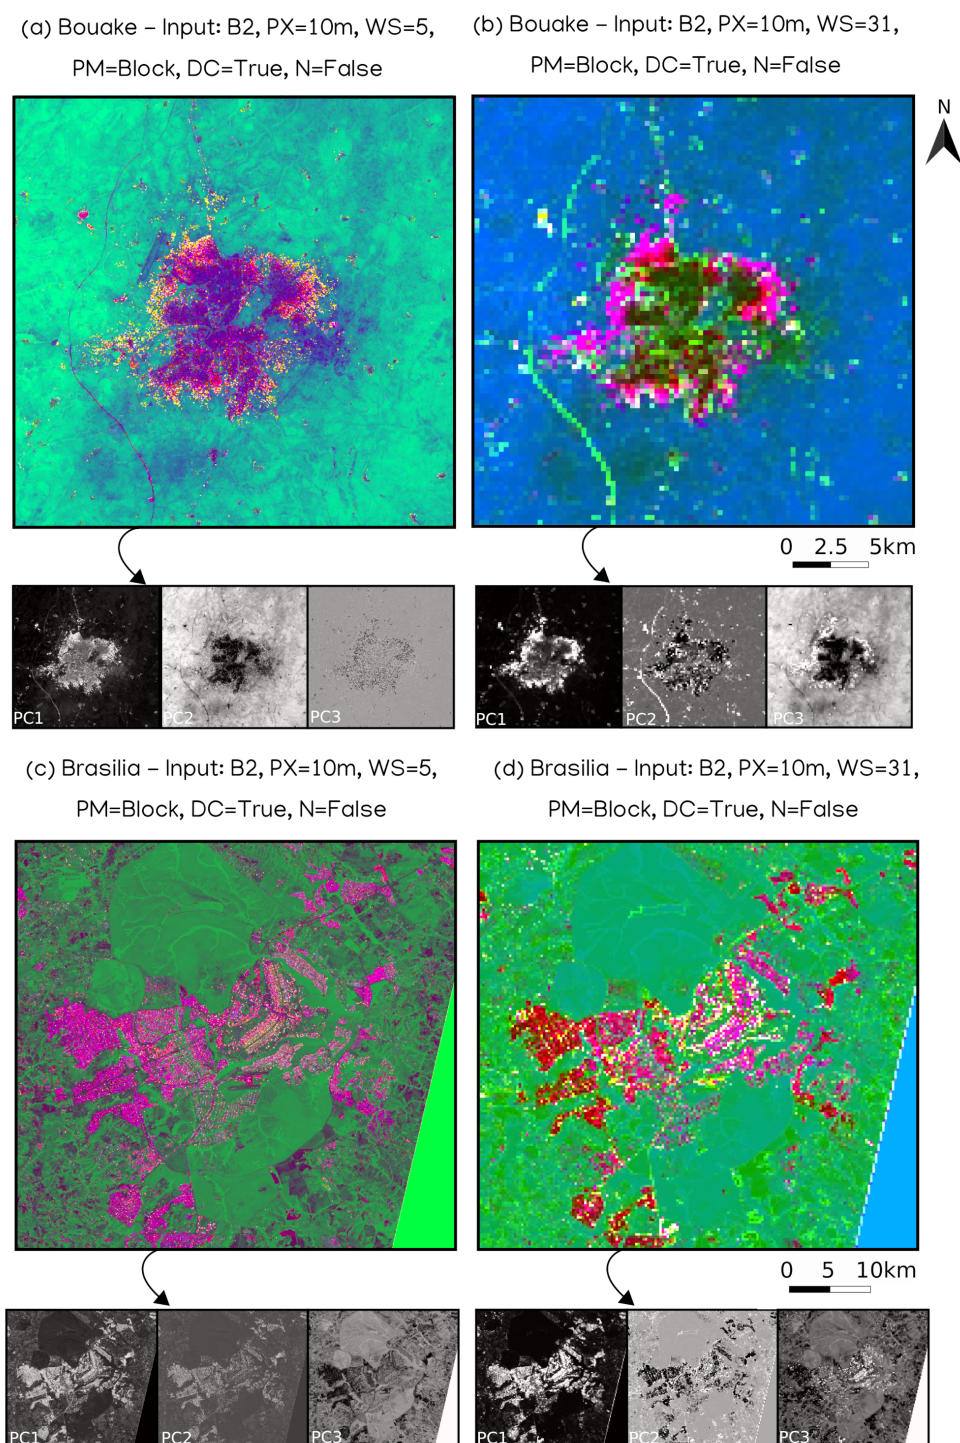 (a) Bouake – Input: B2, PX=10m, WS=5,
PM=Block, DC=True, N=False
(b) Bouake – Input: B2, PX=10m, WS=31,
PM=Block, DC=True, N=False
N
0 2.5 5km
PC1
PC2
PC3
PC1
PC2
PC3
(c) Brasilia – Input: B2, PX=10m, WS=5,
PM=Block, DC=True, N=False
(d) Brasilia – Input: B2, PX=10m, WS=31,
PM=Block, DC=True, N=False
0 5 10km
PC1
PC2
PC3
PC1
PC2
PC3